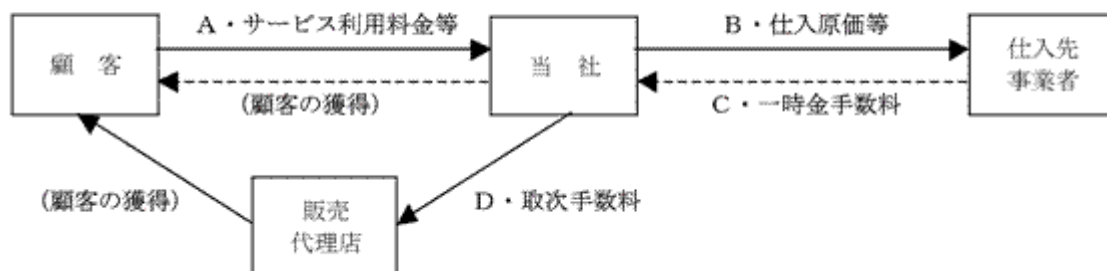 A・サービス利用料金等
B・仕入原価等
顧 客
当 社
仕入先
事業者
(顧客の獲得)
C・一時金手数料
(顧客の獲得)
D・取次手数料
販売
代理店